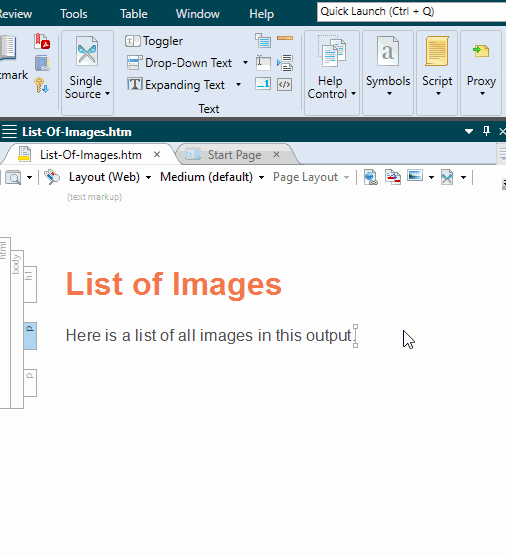 Review Tools Table Window Help Quick Launch (Ctrl + Q)
Toggler
Drop-Down Text
Expanding Text
Single Source
Help Control
Symbols
Script
Proxy
Text
List-Of-Images.htm
List-Of-Images.htm Start Page
Layout (Web) Medium (default) Page Layout
(text markup)
html
body
h1
List of Images
p
Here is a list of all images in this output
p